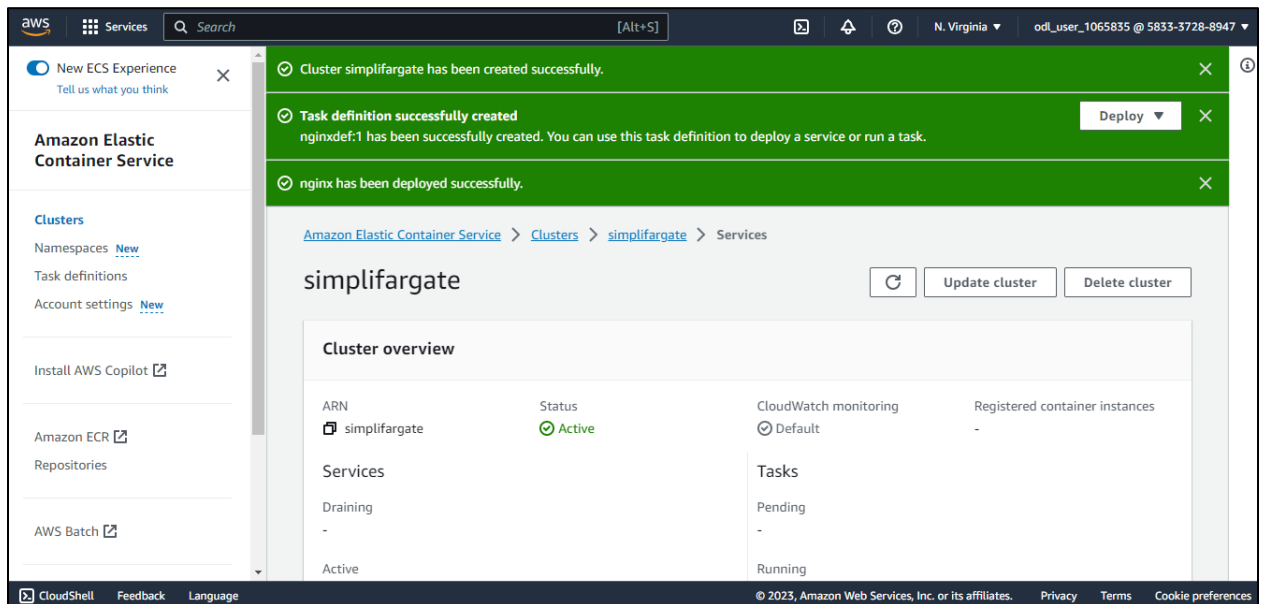 aws
Services
Search
[Alt+S]
N. Virginia ▼
odl_user_1065835 @ 5833-3728-8947 ▼
New ECS Experience
Tell us what you think
Amazon Elastic
Container Service
Clusters
Namespaces New
Task definitions
Account settings New
Install AWS Copilot
Amazon ECR
Repositories
AWS Batch
Cluster simplifargate has been created successfully.
Task definition successfully created
nginxdef:1 has been successfully created. You can use this task definition to deploy a service or run a task.
Deploy ▼
nginx has been deployed successfully.
Amazon Elastic Container Service > Clusters > simplifargate > Services
simplifargate
Update cluster
Delete cluster
Cluster overview
ARN
simplifargate
Status
Active
CloudWatch monitoring
Default
Registered container instances
-
Services
Draining
-
Active
Tasks
Pending
-
Running
CloudShell
Feedback
Language
© 2023, Amazon Web Services, Inc. or its affiliates.
Privacy
Terms
Cookie preferences